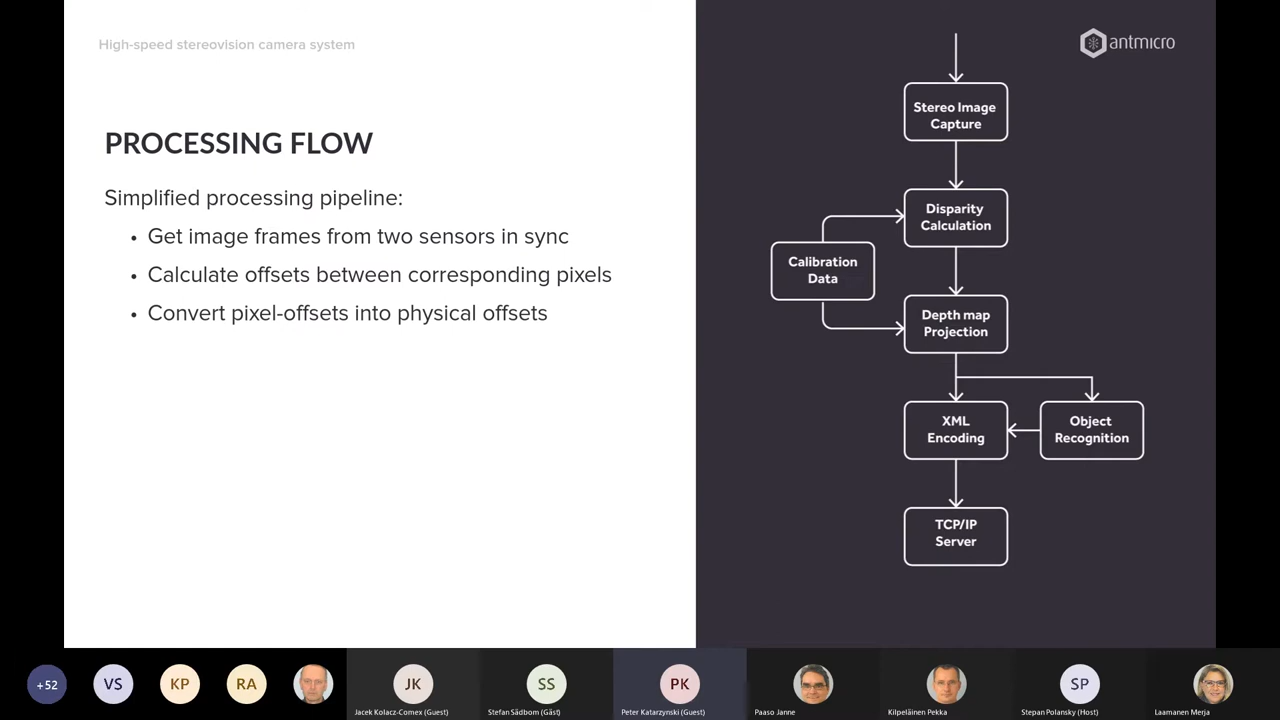 High-speed stereovision camera system
antmicro
PROCESSING FLOW
Simplified processing pipeline:
• Get image frames from two sensors in sync
• Calculate offsets between corresponding pixels
• Convert pixel-offsets into physical offsets
Stereo Image
Capture
Disparity
Calculation
Calibration
Data
Depth map
Projection
XML
Encoding
Object
Recognition
TCP/IP
Server
+52
VS
KP
RA
JK
Jacek Kolacz-Comex (Guest)
SS
Stefan Sädbom (Gäst)
PK
Peter Katarzynski (Guest)
Paaso Janne
Kilpeläinen Pekka
SP
Stepan Polansky (Host)
Laamanen Merja